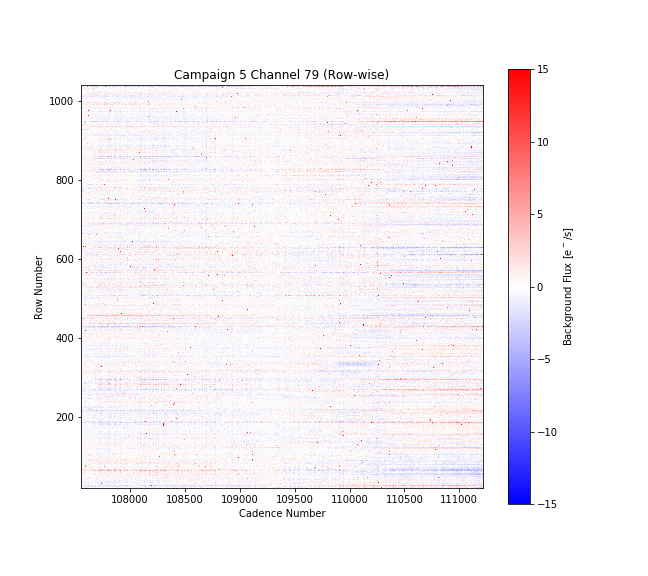 Campaign 5 Channel 79 (Row-wise)
1000
800
600
400
200
Row Number
108000 108500 109000 109500 110000 110500 111000
Cadence Number
15
10
5
0
−5
−10
−15
Background Flux [e⁻/s]